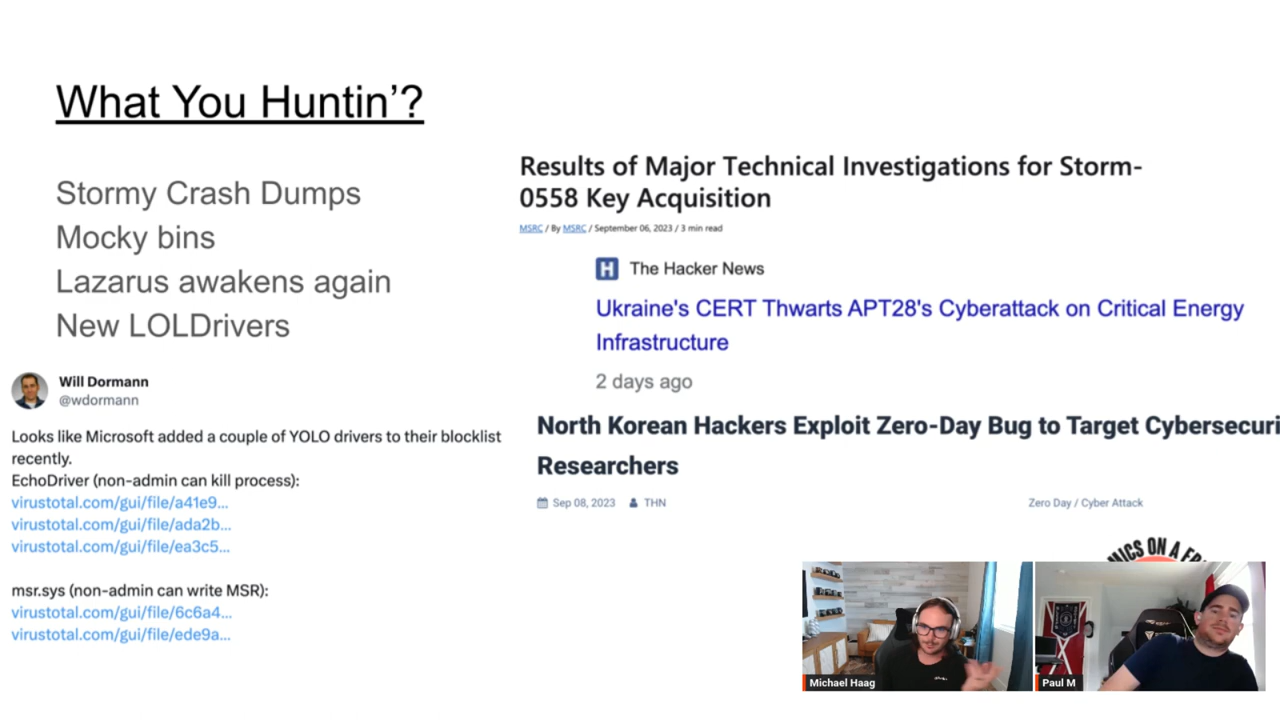 What You Huntin’?
Stormy Crash Dumps
Mocky bins
Lazarus awakens again
New LOLDrivers
Will Dormann
@wdormann
Looks like Microsoft added a couple of YOLO drivers to their blocklist
recently.
EchoDriver (non-admin can kill process):
virustotal.com/gui/file/a41e9...
virustotal.com/gui/file/ada2b...
virustotal.com/gui/file/ea3c5...
msr.sys (non-admin can write MSR):
virustotal.com/gui/file/6c6a4...
virustotal.com/gui/file/ede9a...
Results of Major Technical Investigations for Storm-
0558 Key Acquisition
MSRC / By MSRC / September 06, 2023 / 3 min read
H The Hacker News
Ukraine's CERT Thwarts APT28's Cyberattack on Critical Energy
Infrastructure
2 days ago
North Korean Hackers Exploit Zero-Day Bug to Target Cybersecuri
Researchers
Sep 08, 2023 THN Zero Day / Cyber Attack
MICS ON A FR
Michael Haag
Paul M